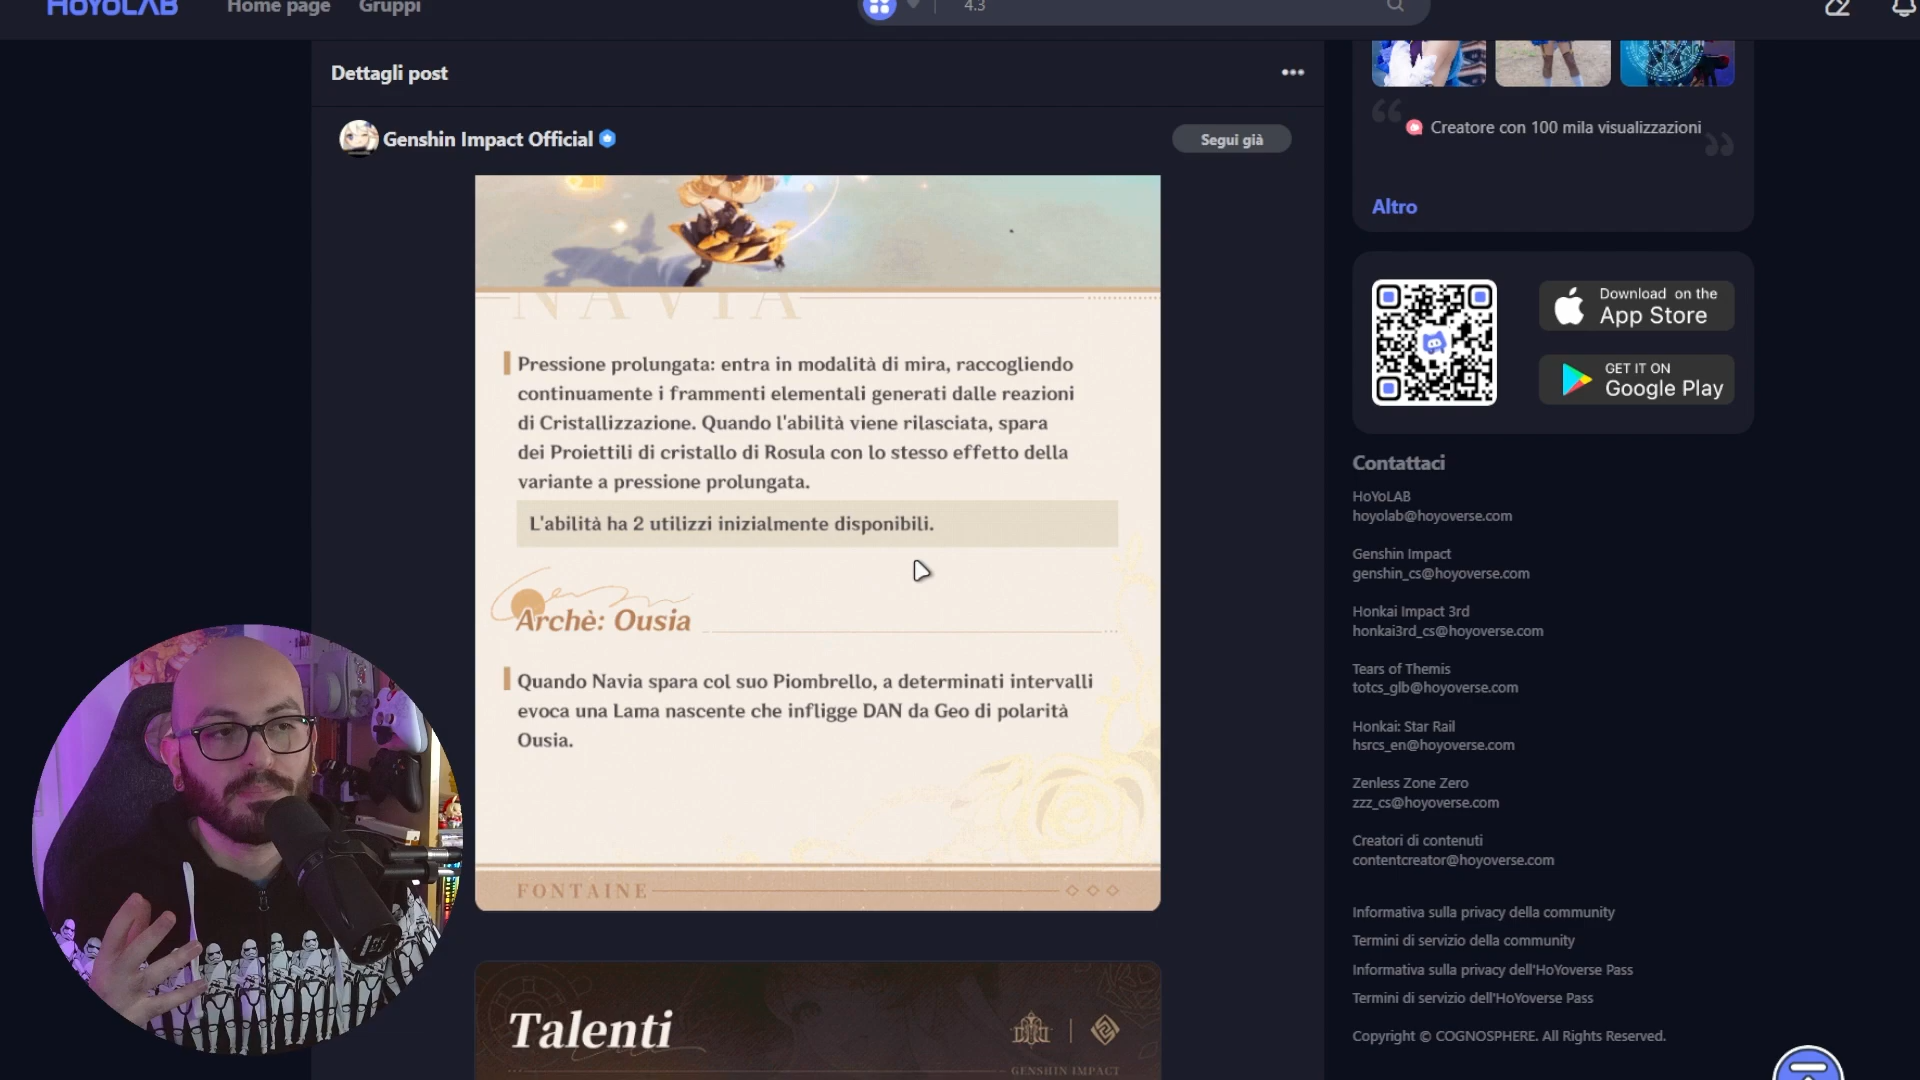 HOYOLAB
Home page
Gruppi
4.3
Dettagli post
Genshin Impact Official
Segui già
NAVIA
Pressione prolungata: entra in modalità di mira, raccogliendo
continuamente i frammenti elementali generati dalle reazioni
di Cristallizzazione. Quando l'abilità viene rilasciata, spara
dei Proiettili di cristallo di Rosula con lo stesso effetto della
variante a pressione prolungata.
L'abilità ha 2 utilizzi inizialmente disponibili.
Archè: Ousia
Quando Navia spara col suo Piombrello, a determinati intervalli
evoca una Lama nascente che infligge DAN da Geo di polarità
Ousia.
FONTAINE
Talenti
GENSHIN IMPACT
Creatore con 100 mila visualizzazioni
Altro
Download on the
App Store
GET IT ON
Google Play
Contattaci
HoYoLAB
hoyolab@hoyoverse.com
Genshin Impact
genshin_cs@hoyoverse.com
Honkai Impact 3rd
honkai3rd_cs@hoyoverse.com
Tears of Themis
totcs_glb@hoyoverse.com
Honkai: Star Rail
hsrcs_en@hoyoverse.com
Zenless Zone Zero
zzz_cs@hoyoverse.com
Creatori di contenuti
contentcreator@hoyoverse.com
Informativa sulla privacy della community
Termini di servizio della community
Informativa sulla privacy dell'HoYoverse Pass
Termini di servizio dell'HoYoverse Pass
Copyright © COGNOSPHERE. All Rights Reserved.